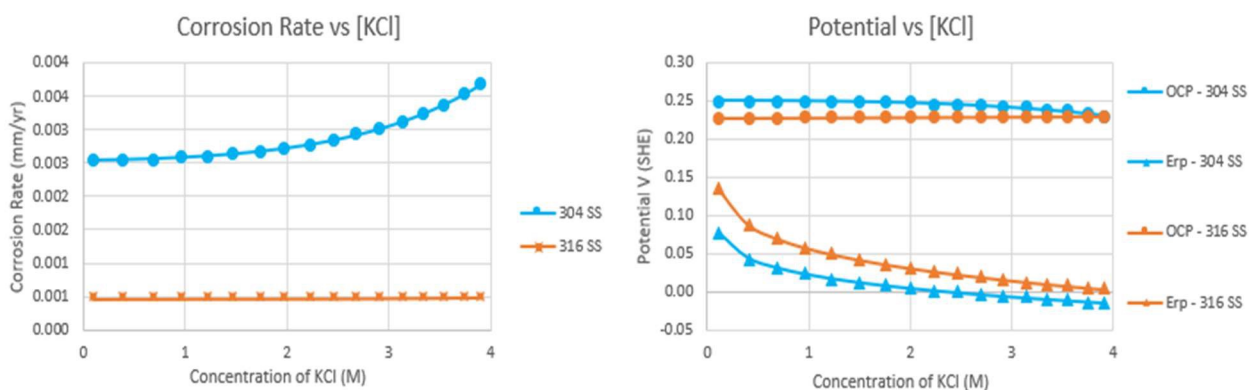 Corrosion Rate vs [KCl]
Corrosion Rate (mm/yr)
0.004
0.004
0.003
0.003
0.002
0.002
0.001
0.001
0.000
0 1 2 3 4
Concentration of KCl (M)
304 SS
316 SS
Potential vs [KCl]
Potential V (SHE)
0.30
0.25
0.20
0.15
0.10
0.05
0.00
-0.05
0 1 2 3 4
Concentration of KCl (M)
OCP - 304 SS
Erp - 304 SS
OCP - 316 SS
Erp - 316 SS